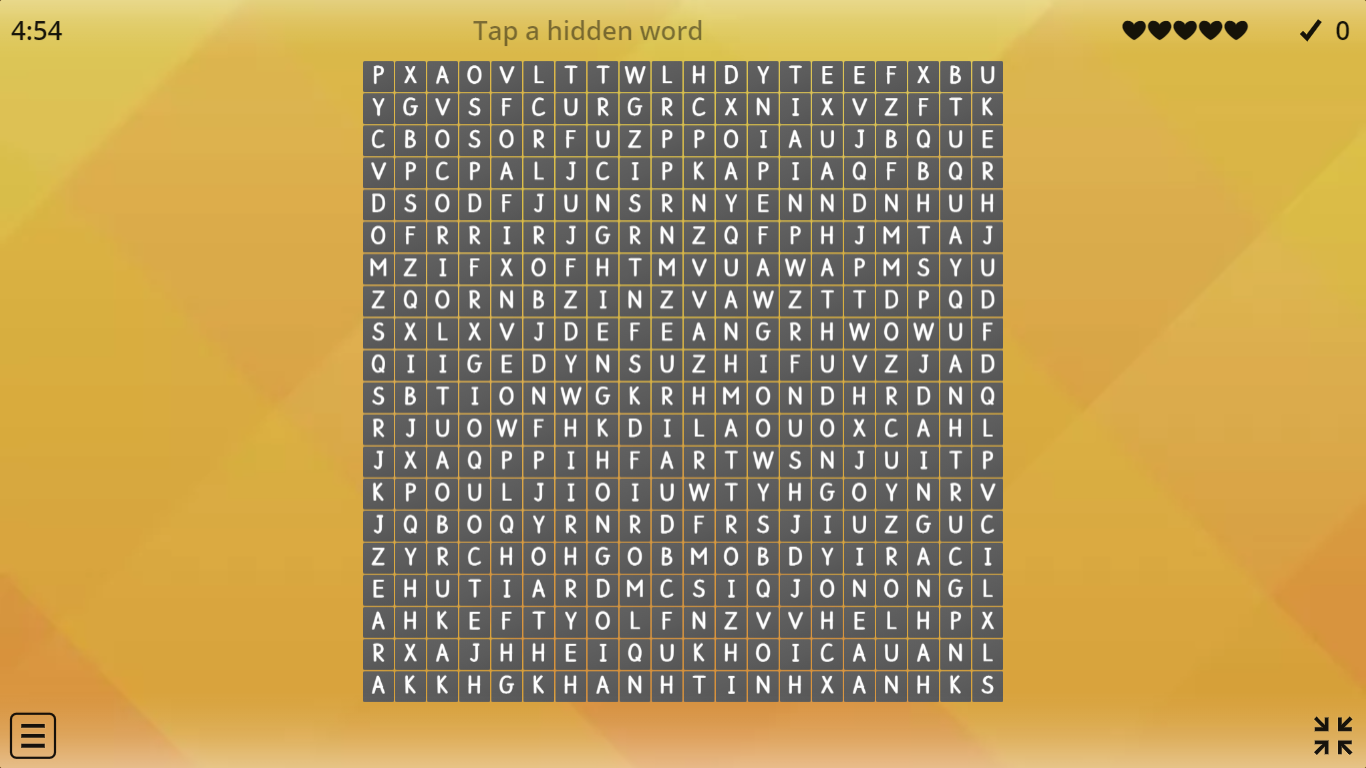 4:54 Tap a hidden word 0
P X A O V L T T W L H D Y T E E F X B U
Y G V S F C U R G R C X N I X V Z F T K
C B O S O R F U Z P P O I A U J B Q U E
V P C P A L J C I P K A P I A Q F B Q R
D S O D F J U N S R N Y E N N D N H U H
O F R R I R J G R N Z Q F P H J M T A J
M Z I F X O F H T M V U A W A P M S Y U
Z Q O R N B Z I N Z V A W Z T T D P Q D
S X L X V J D E F E A N G R H W O W U F
Q I I G E D Y N S U Z H I F U V Z J A D
S B T I O N W G K R H M O N D H R D N Q
R J U O W F H K D I L A O U O X C A H L
J X A Q P P I H F A R T W S N J U I T P
K P O U L J I O I U W T Y H G O Y N R V
J Q B O Q Y R N R D F R S J I U Z G U C
Z Y R C H O H G O B M O B D Y I R A C I
E H U T I A R D M C S I Q J O N O N G L
A H K E F T Y O L F N Z V V H E L H P X
R X A J H H E I Q U K H O I C A U A N L
A K K H G K H A N H T I N H X A N H K S